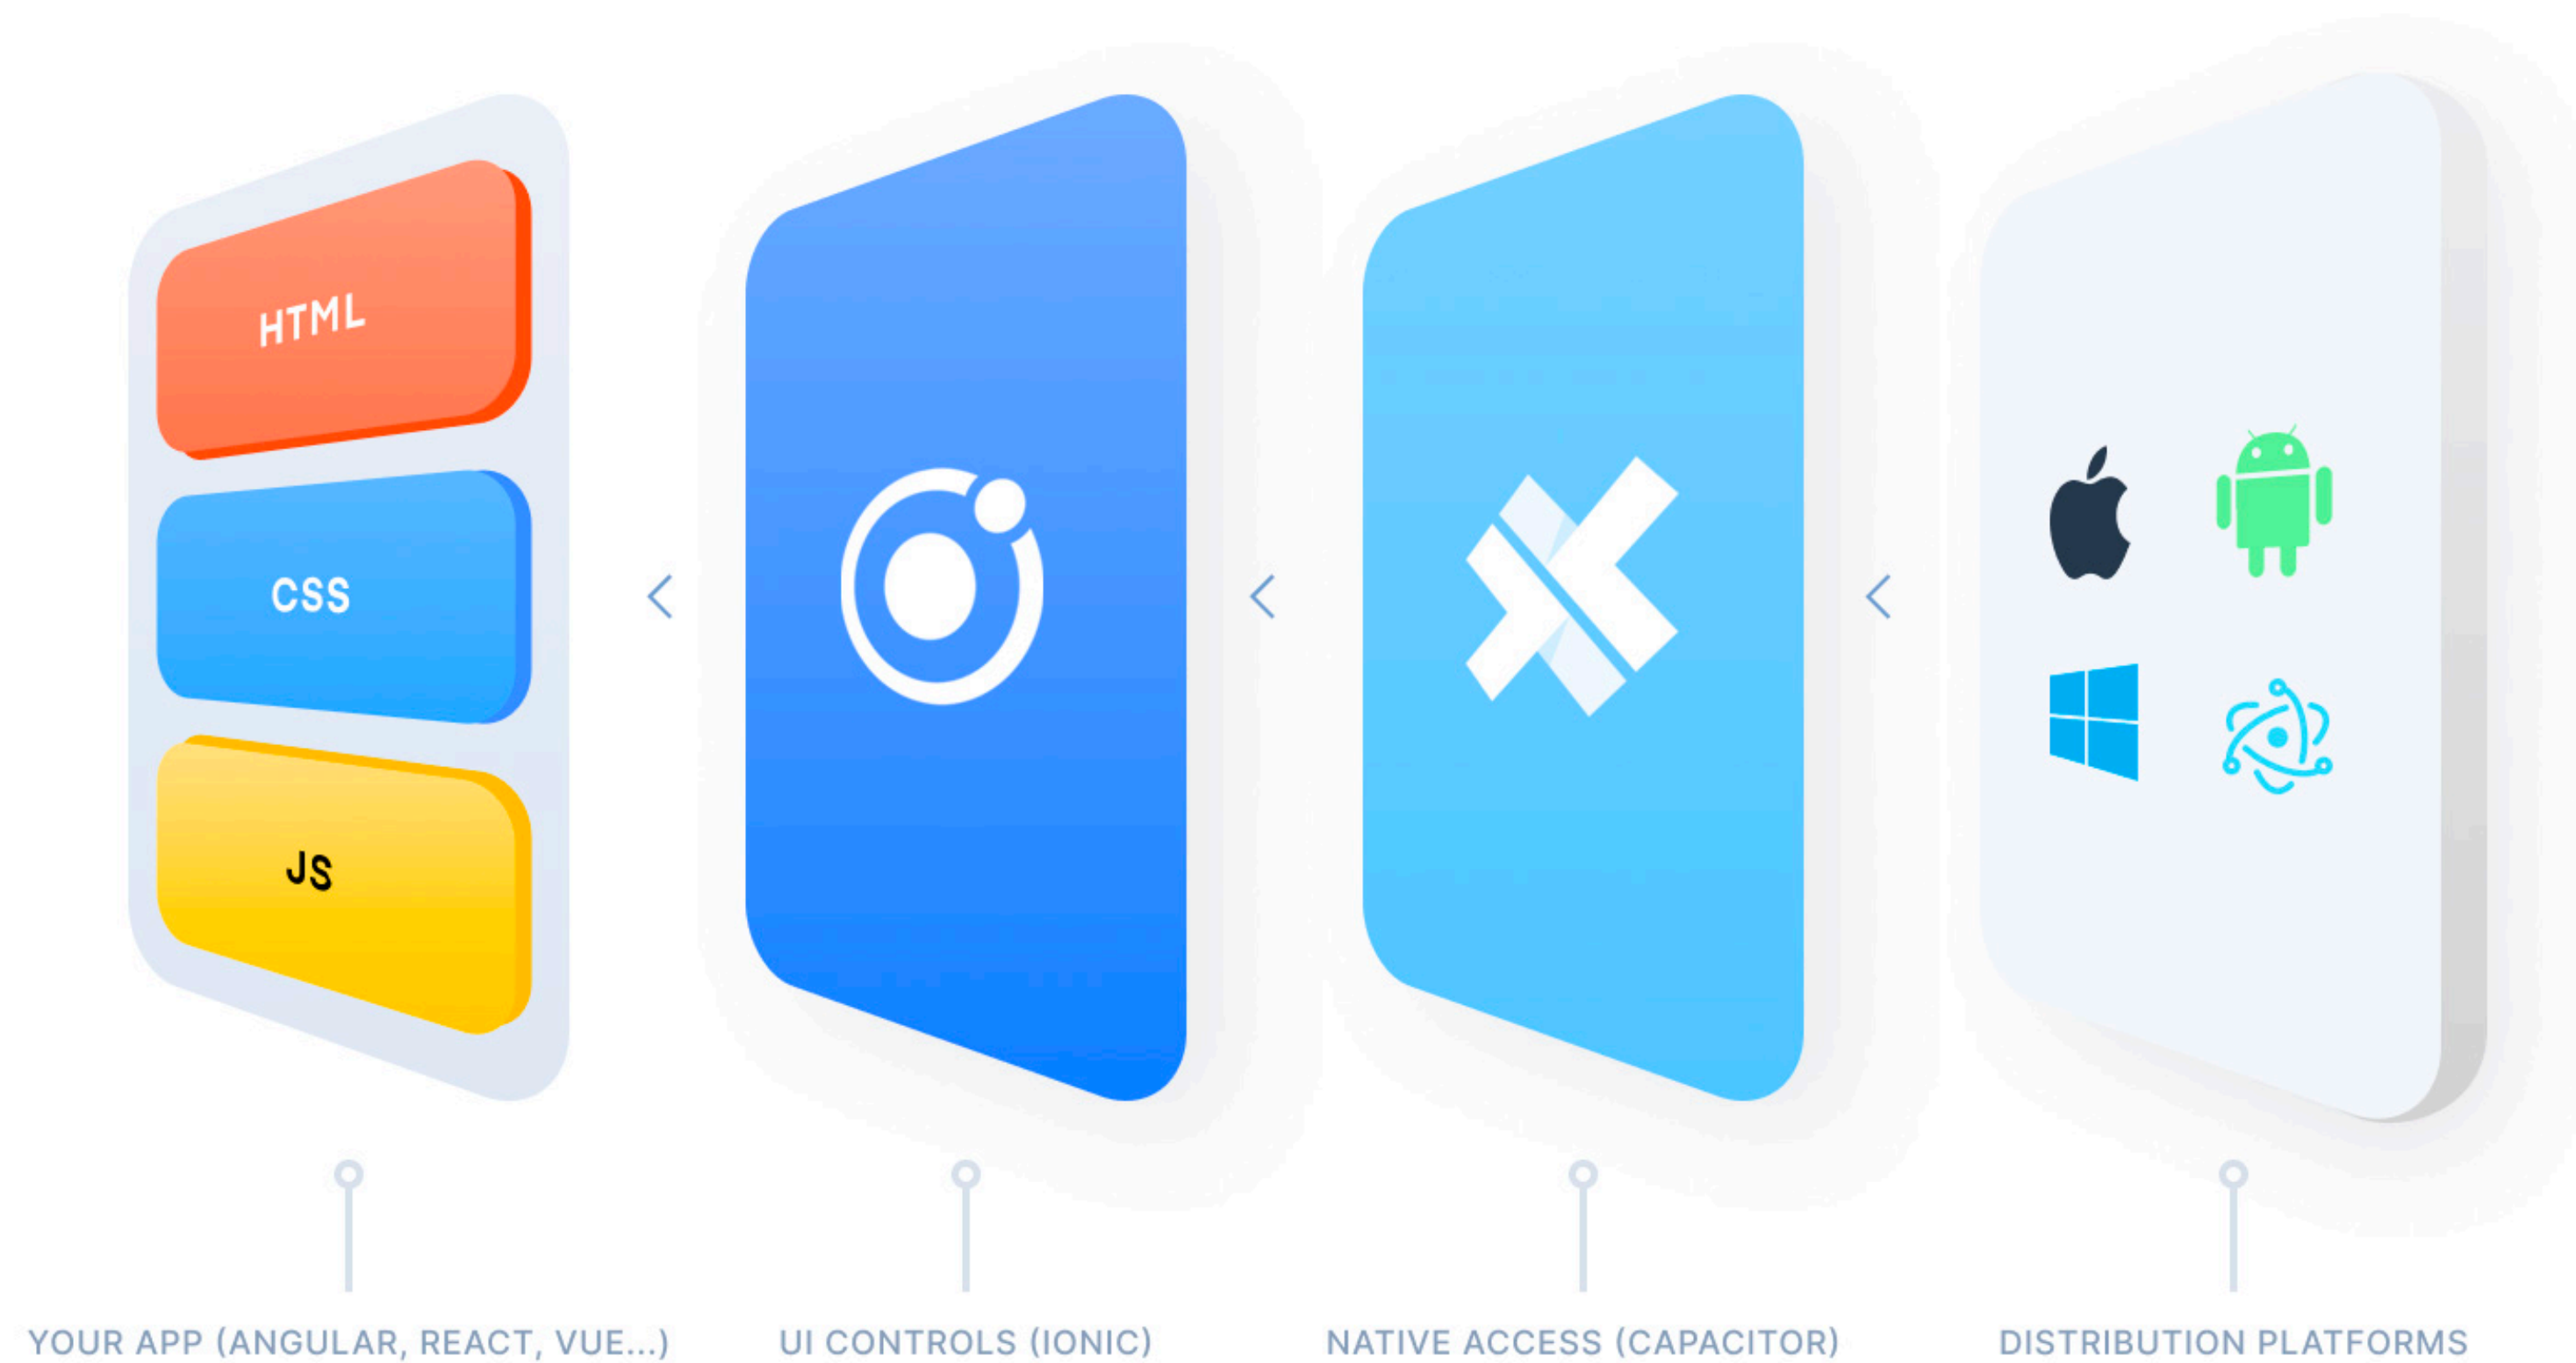 HTML
CSS
JS
YOUR APP (ANGULAR, REACT, VUE...)
UI CONTROLS (IONIC)
NATIVE ACCESS (CAPACITOR)
DISTRIBUTION PLATFORMS